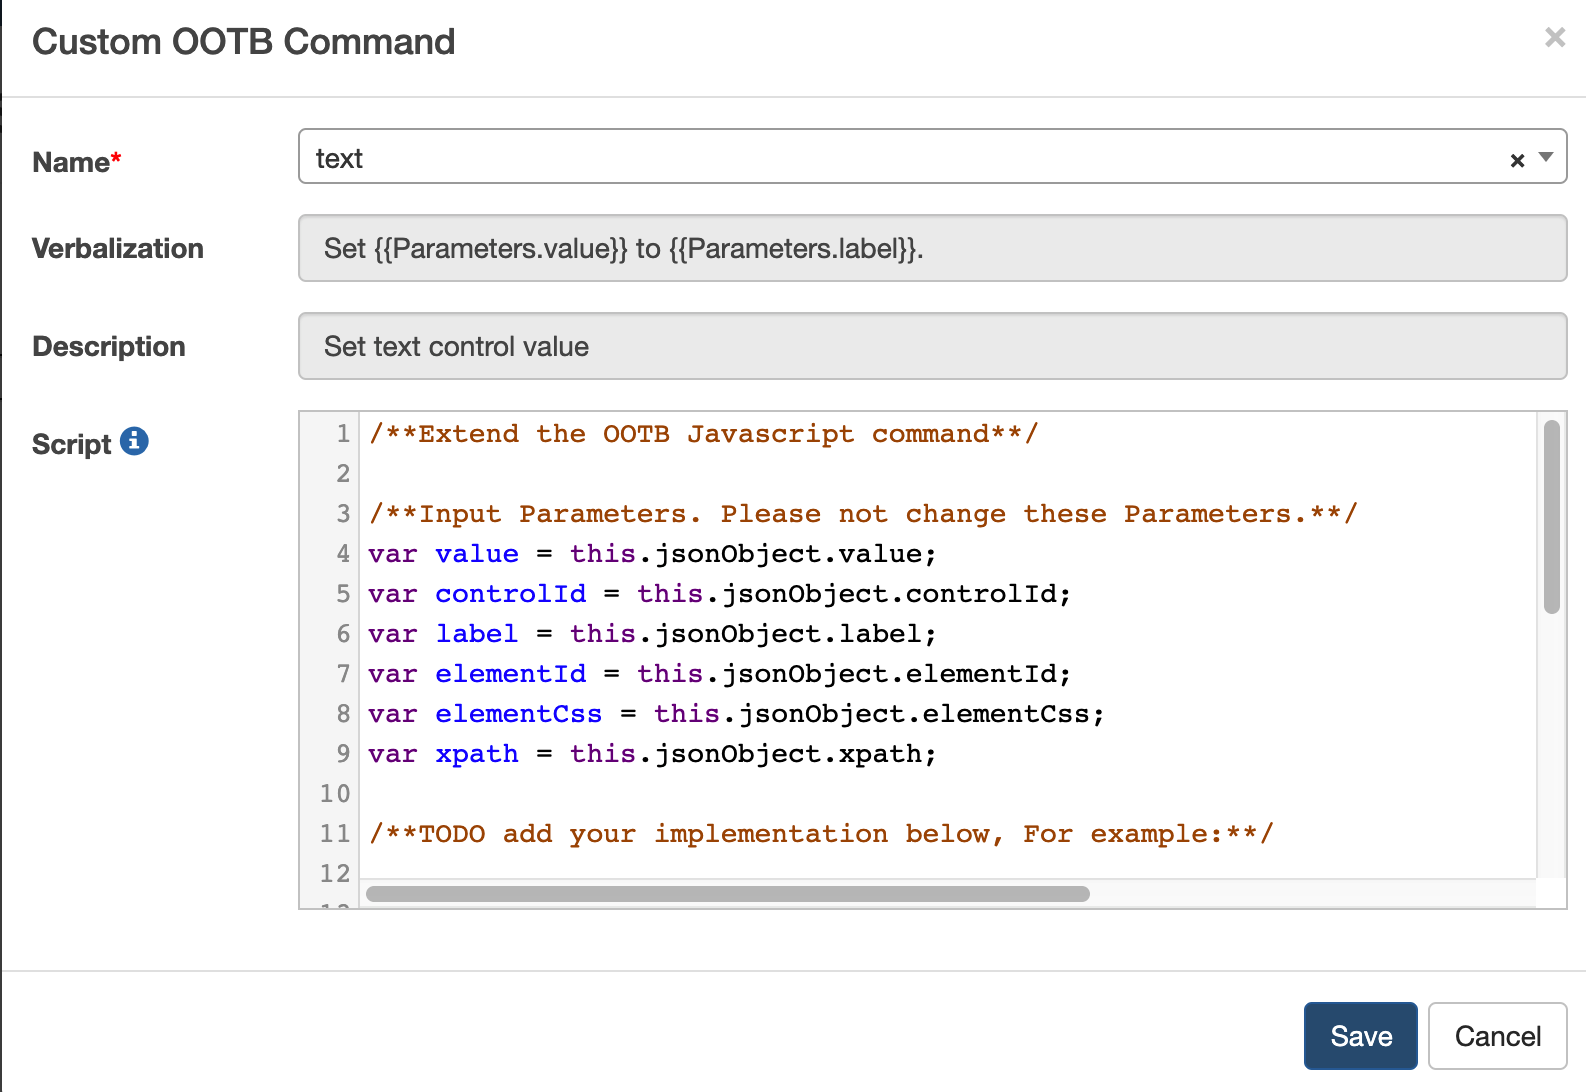 Custom OOTB Command
×
Name*
text
× 
Verbalization
Set {{Parameters.value}} to {{Parameters.label}}.
Description
Set text control value
Script
1 /**Extend the OOTB Javascript command**/
2
3 /**Input Parameters. Please not change these Parameters.**/
4 var value = this.jsonObject.value;
5 var controlId = this.jsonObject.controlId;
6 var label = this.jsonObject.label;
7 var elementId = this.jsonObject.elementId;
8 var elementCss = this.jsonObject.elementCss;
9 var xpath = this.jsonObject.xpath;
10
11 /**TODO add your implementation below, For example:**/
12
Save
Cancel